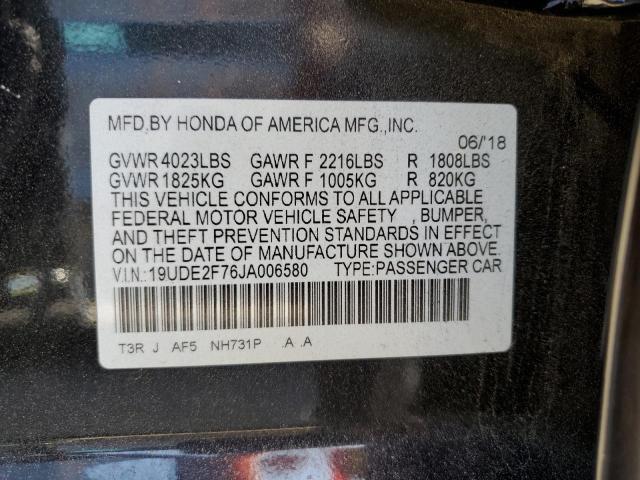 MFD.BY HONDA OF AMERICA MFG.,INC.
06/'18
GVWR 4023LBS GAWR F 2216LBS R 1808LBS
GVWR 1825KG GAWR F 1005KG R 820KG
THIS VEHICLE CONFORMS TO ALL APPLICABLE
FEDERAL MOTOR VEHICLE SAFETY , BUMPER,
AND THEFT PREVENTION STANDARDS IN EFFECT
ON THE DATE OF MANUFACTURE SHOWN ABOVE.
V.I.N.: 19UDE2F76JA006580 TYPE:PASSENGER CAR
T3R J AF5 NH731P .A .A